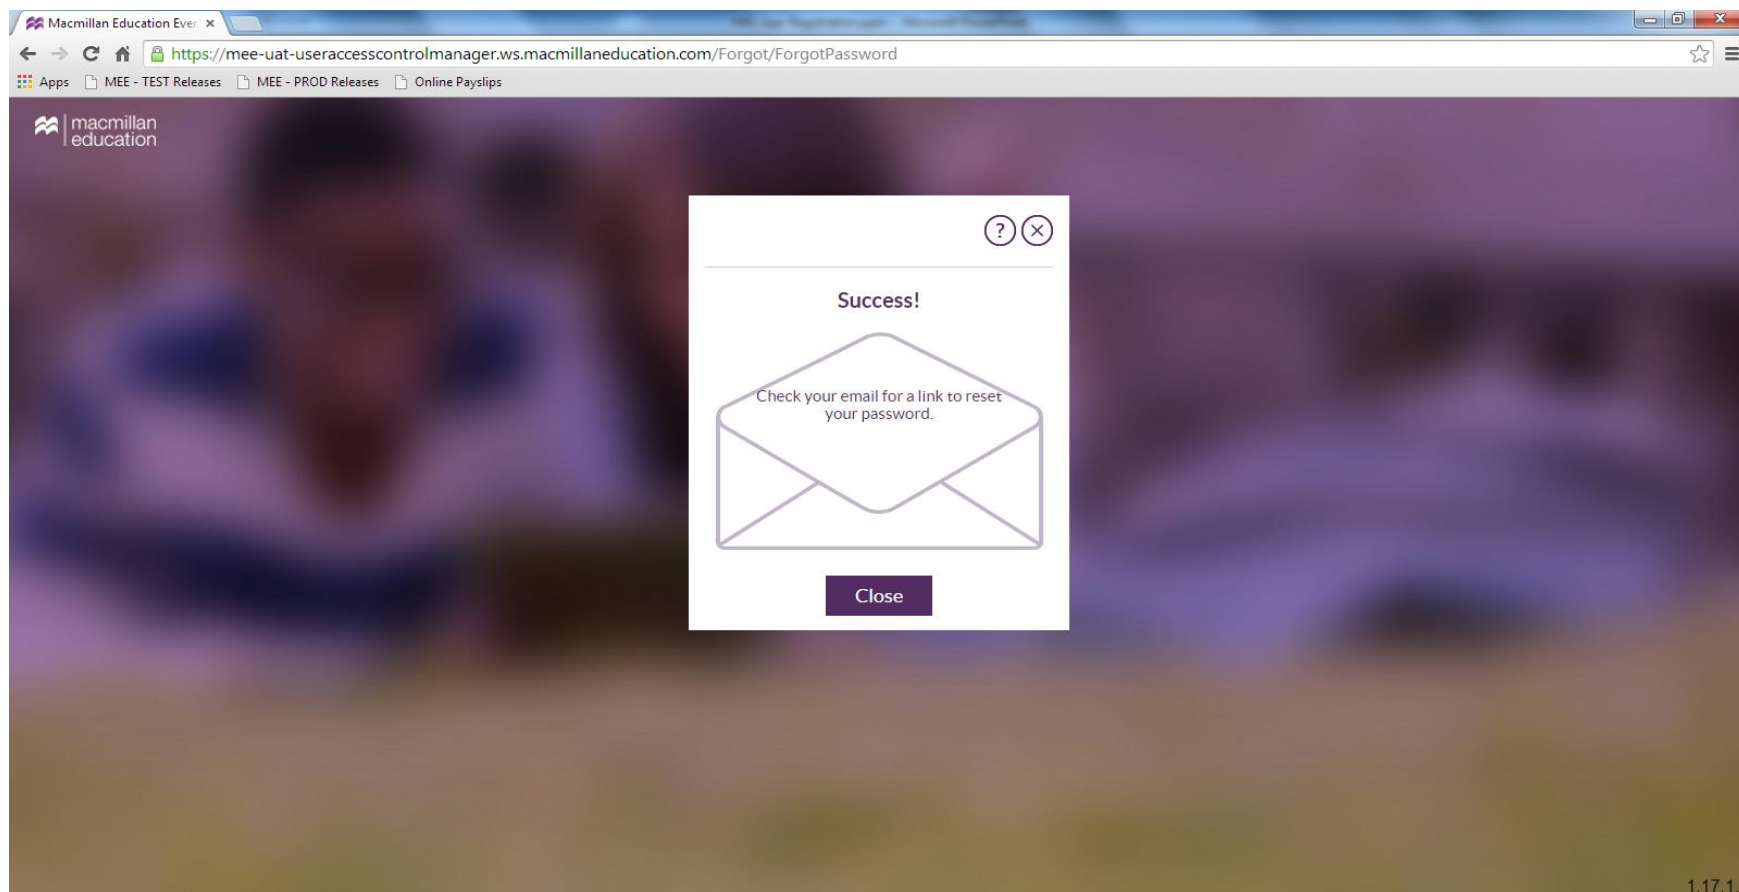 Macmillan Education Ever
https://mee-uat-useraccesscontrolmanager.ws.macmillaneducation.com/Forgot/ForgotPassword
Apps MEE - TEST Releases MEE - PROD Releases Online Payslips
macmillan
education
?
Success!
Check your email for a link to reset
your password.
Close
1.17.1